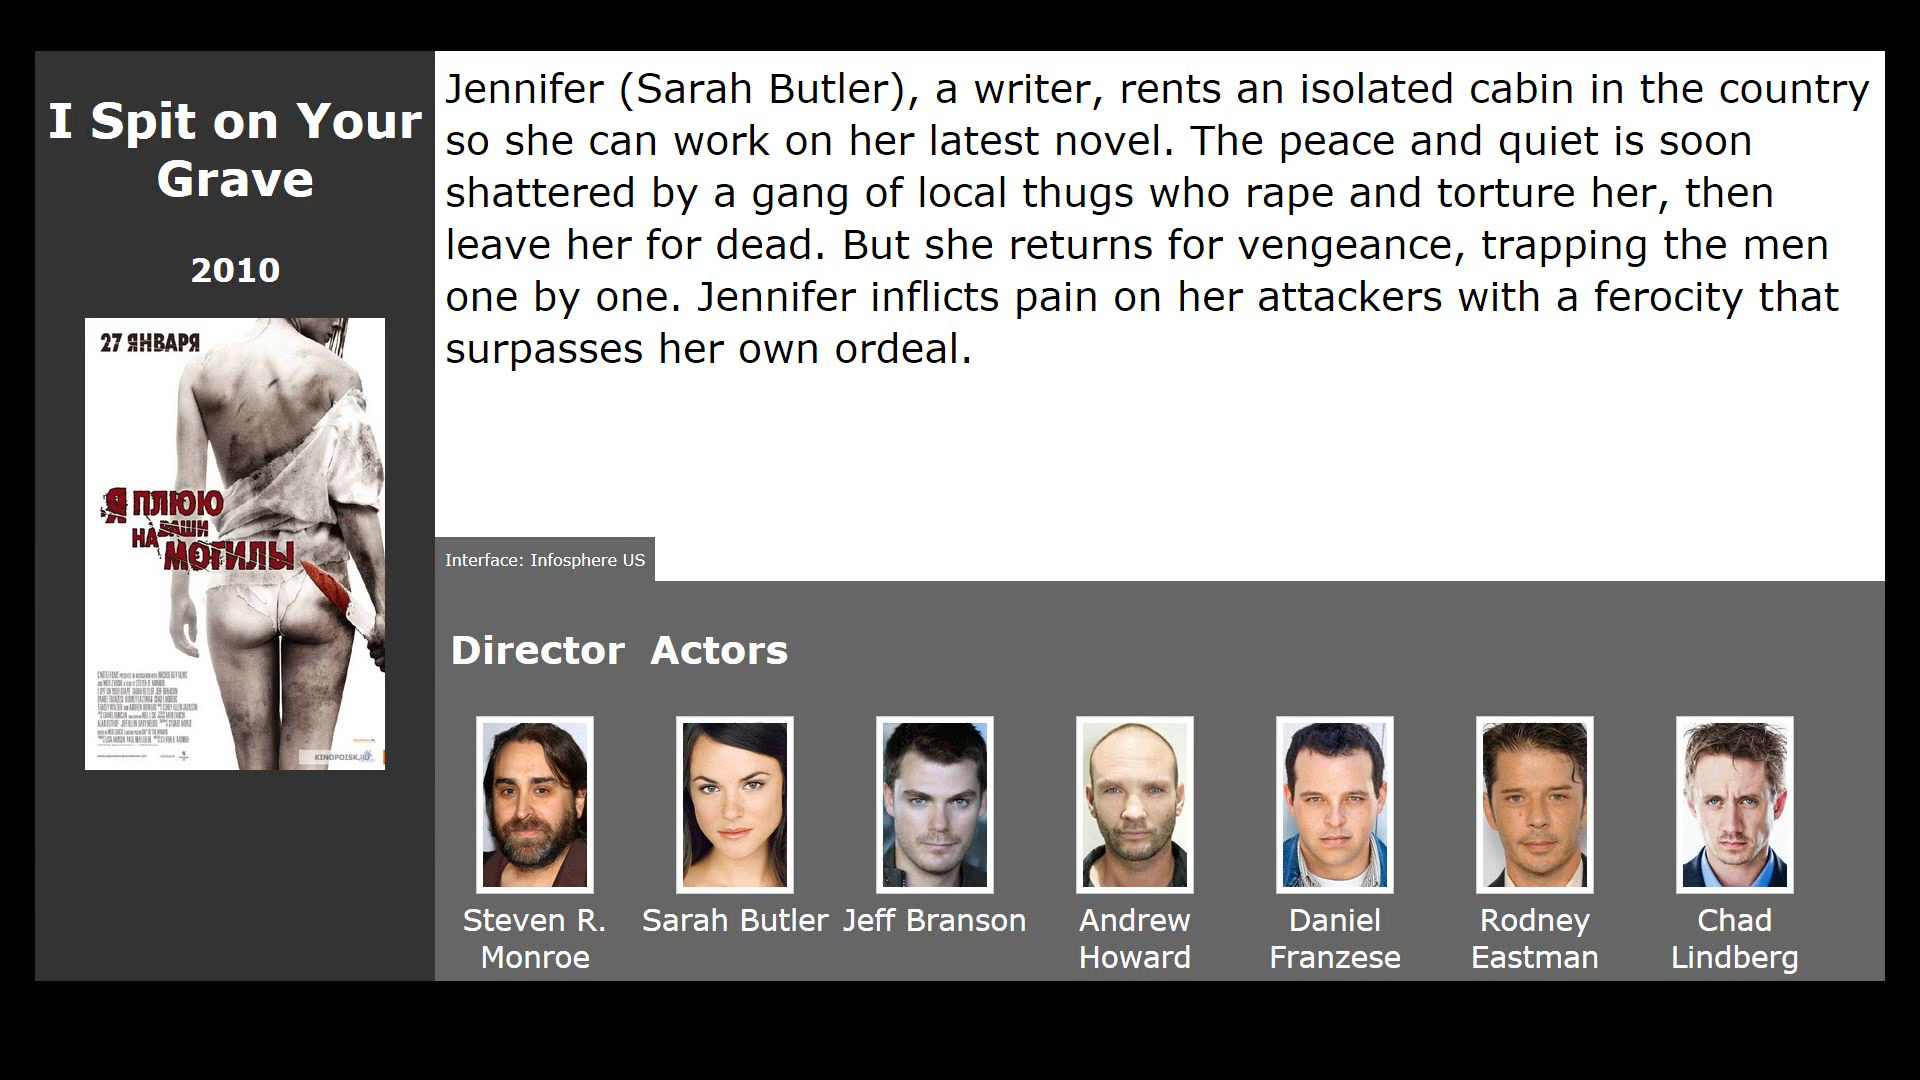 I Spit on Your
Grave
2010
27 ЯНВАРЯ
Я ПЛЮЮ
НА ВАШИ
МОГИЛЫ
KINOPOISK.RU
Jennifer (Sarah Butler), a writer, rents an isolated cabin in the country
so she can work on her latest novel. The peace and quiet is soon
shattered by a gang of local thugs who rape and torture her, then
leave her for dead. But she returns for vengeance, trapping the men
one by one. Jennifer inflicts pain on her attackers with a ferocity that
surpasses her own ordeal.
Interface: Infosphere US
Director Actors
Steven R.
Monroe
Sarah Butler
Jeff Branson
Andrew
Howard
Daniel
Franzese
Rodney
Eastman
Chad
Lindberg